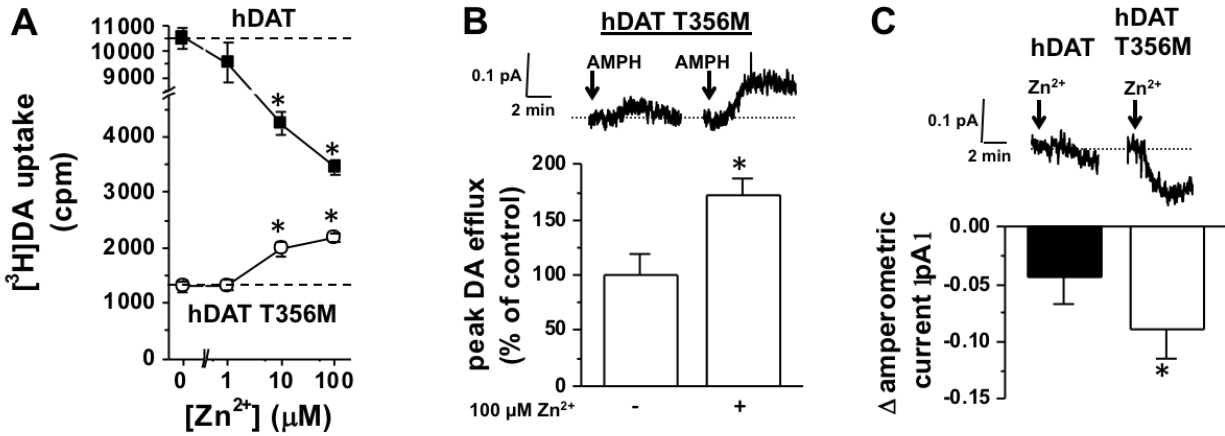 A
[³H]DA uptake
(cpm)
11000
10000
9000
4000
3000
2000
1000
0
hDAT
*
*
*
*
hDAT T356M
0
1
10
100
[Zn²⁺] (μM)
B
hDAT T356M
0.1 pA
2 min
AMPH
AMPH
peak DA efflux
(% of control)
200
150
100
50
0
*
100 μM Zn²⁺
-
+
C
hDAT
hDAT
T356M
0.1 pA
2 min
Zn²⁺
Zn²⁺
Δ amperometric
current [pA]
0.00
-0.05
-0.10
-0.15
*